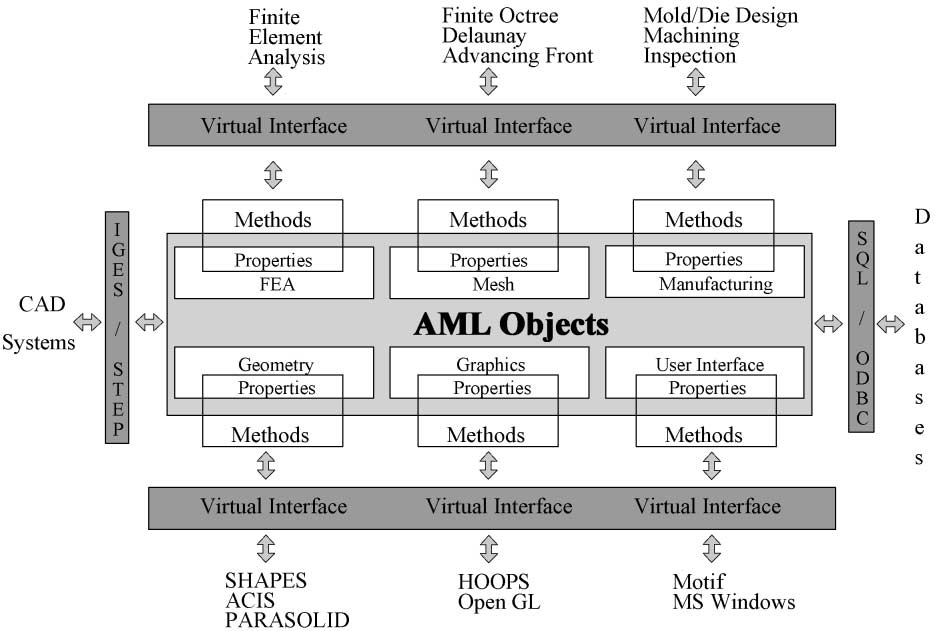 Finite
Element
Analysis
Finite Octree
Delaunay
Advancing Front
Mold/Die Design
Machining
Inspection
Virtual Interface
Virtual Interface
Virtual Interface
Methods
Methods
Methods
Properties
FEA
Properties
Mesh
Properties
Manufacturing
CAD
Systems
IGES / STEP
AML Objects
SQL / ODBC
Databases
Geometry
Properties
Graphics
Properties
User Interface
Properties
Methods
Methods
Methods
Virtual Interface
Virtual Interface
Virtual Interface
SHAPES
ACIS
PARASOLID
HOOPS
Open GL
Motif
MS Windows